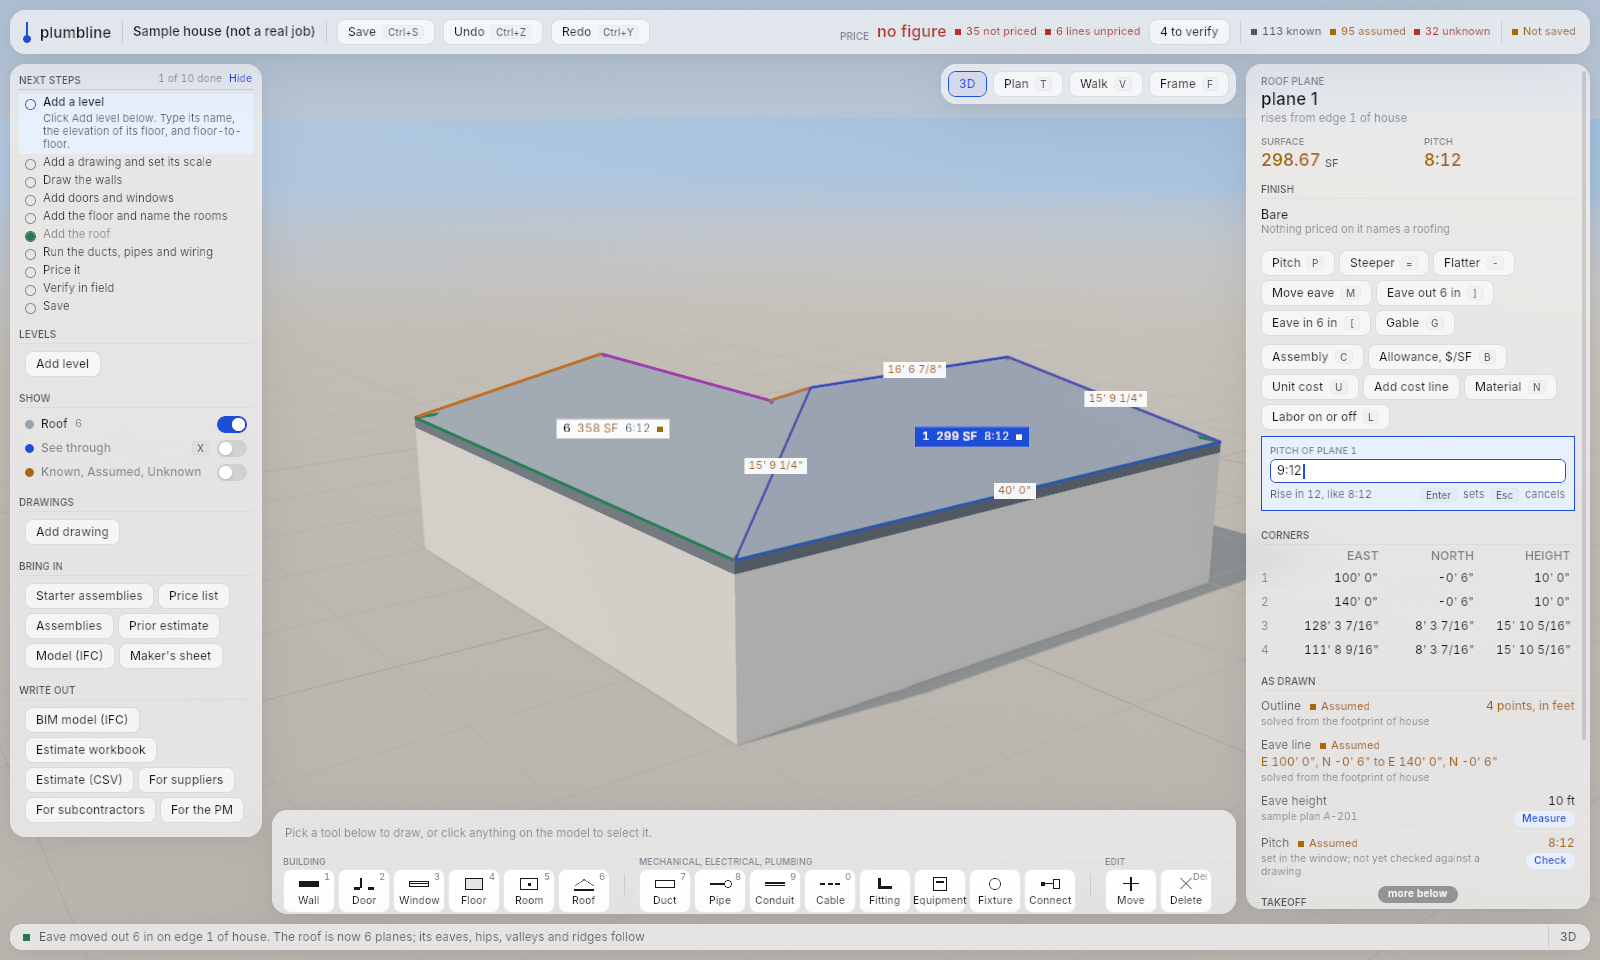 plumbline
Sample house (not a real job)
Save Ctrl+S
Undo Ctrl+Z
Redo Ctrl+Y
PRICE no figure
35 not priced
6 lines unpriced
4 to verify
113 known
95 assumed
32 unknown
Not saved
NEXT STEPS
1 of 10 done Hide
Add a level
Click Add level below. Type its name,
the elevation of its floor, and floor-to-
floor.
Add a drawing and set its scale
Draw the walls
Add doors and windows
Add the floor and name the rooms
Add the roof
Run the ducts, pipes and wiring
Price it
Verify in field
Save
LEVELS
Add level
SHOW
Roof 6
See through X
Known, Assumed, Unknown
DRAWINGS
Add drawing
BRING IN
Starter assemblies Price list
Assemblies Prior estimate
Model (IFC) Maker's sheet
WRITE OUT
BIM model (IFC)
Estimate workbook
Estimate (CSV) For suppliers
For subcontractors For the PM
3D
Plan T
Walk V
Frame F
16' 6 7/8"
15' 9 1/4"
6 358 SF 6:12
1 299 SF 8:12
15' 9 1/4"
40' 0"
Pick a tool below to draw, or click anything on the model to select it.
BUILDING
1 Wall
2 Door
3 Window
4 Floor
5 Room
6 Roof
MECHANICAL, ELECTRICAL, PLUMBING
7 Duct
8 Pipe
9 Conduit
0 Cable
Fitting
Equipment
Fixture
Connect
EDIT
Move
Del Delete
ROOF PLANE
plane 1
rises from edge 1 of house
SURFACE PITCH
298.67 SF 8:12
FINISH
Bare
Nothing priced on it names a roofing
Pitch P Steeper = Flatter -
Move eave M Eave out 6 in ]
Eave in 6 in [ Gable G
Assembly C Allowance, $/SF B
Unit cost U Add cost line Material N
Labor on or off L
PITCH OF PLANE 1
9:12
Rise in 12, like 8:12 Enter sets Esc cancels
CORNERS
EAST NORTH HEIGHT
1 100' 0" -0' 6" 10' 0"
2 140' 0" -0' 6" 10' 0"
3 128' 3 7/16" 8' 3 7/16" 15' 10 5/16"
4 111' 8 9/16" 8' 3 7/16" 15' 10 5/16"
AS DRAWN
Outline Assumed 4 points, in feet
solved from the footprint of house
Eave line Assumed
E 100' 0", N -0' 6" to E 140' 0", N -0' 6"
solved from the footprint of house
Eave height 10 ft
sample plan A-201 Measure
Pitch Assumed 8:12
set in the window; not yet checked against a
drawing
Check
more below
TAKEOFF
Eave moved out 6 in on edge 1 of house. The roof is now 6 planes; its eaves, hips, valleys and ridges follow
3D